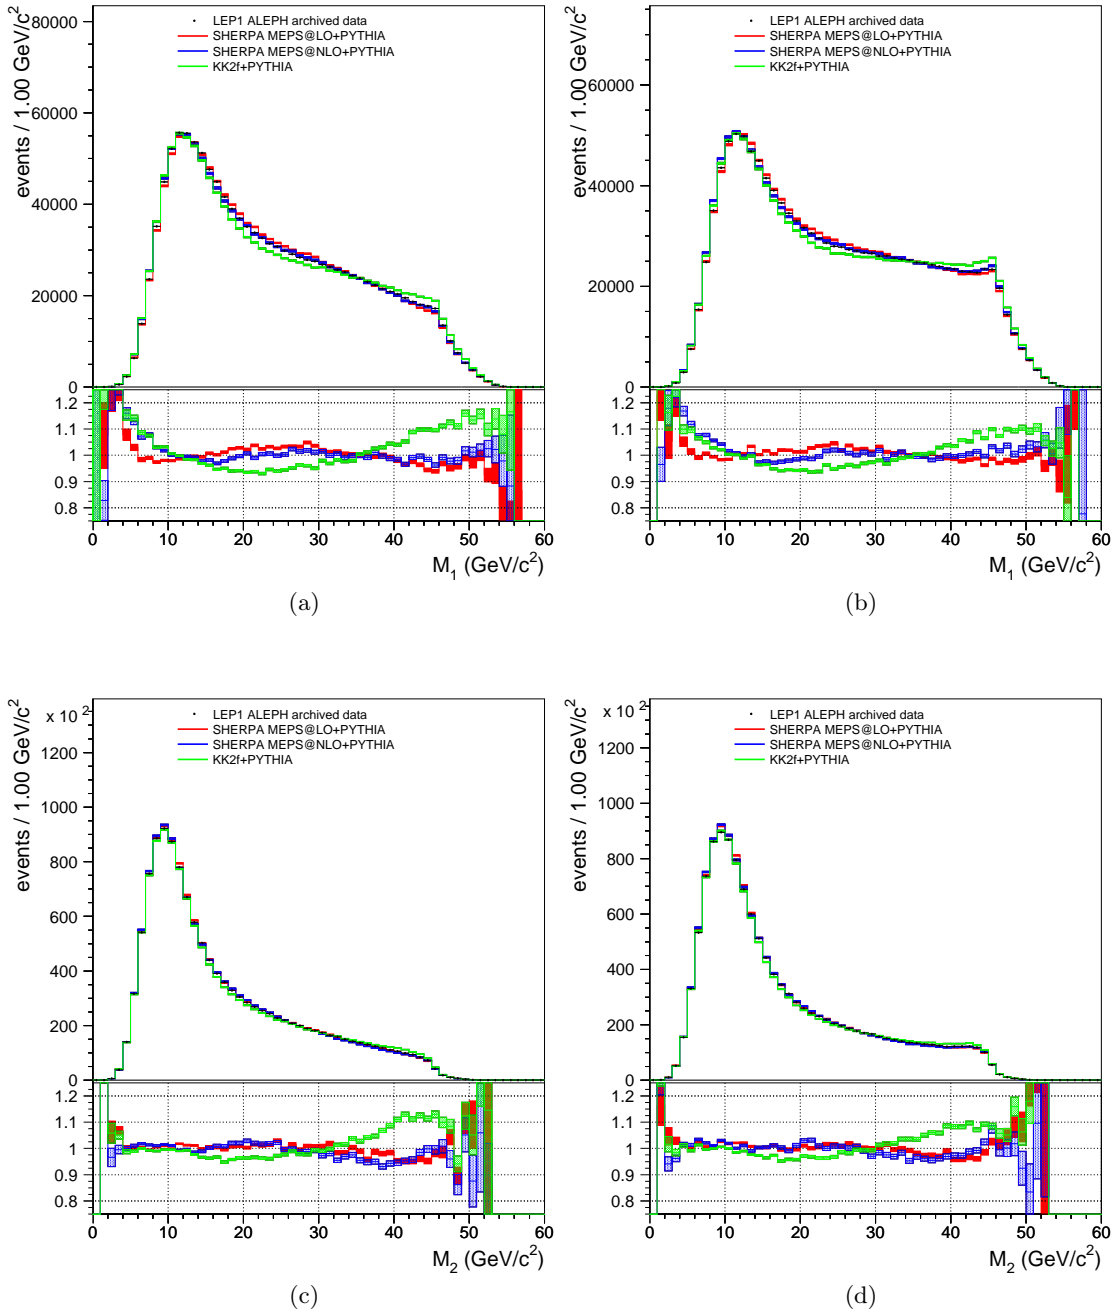 events / 1.00 GeV/c²
80000
60000
40000
20000
0
LEP1 ALEPH archived data
SHERPA MEPS@LO+PYTHIA
SHERPA MEPS@NLO+PYTHIA
KK2f+PYTHIA
1.2
1.1
1
0.9
0.8
0 10 20 30 40 50 60
M₁ (GeV/c²)
(a)
events / 1.00 GeV/c²
60000
40000
20000
0
LEP1 ALEPH archived data
SHERPA MEPS@LO+PYTHIA
SHERPA MEPS@NLO+PYTHIA
KK2f+PYTHIA
1.2
1.1
1
0.9
0.8
0 10 20 30 40 50 60
M₁ (GeV/c²)
(b)
events / 1.00 GeV/c²
x 10²
1200
1000
800
600
400
200
0
LEP1 ALEPH archived data
SHERPA MEPS@LO+PYTHIA
SHERPA MEPS@NLO+PYTHIA
KK2f+PYTHIA
1.2
1.1
1
0.9
0.8
0 10 20 30 40 50 60
M₂ (GeV/c²)
(c)
events / 1.00 GeV/c²
x 10²
1200
1000
800
600
400
200
0
LEP1 ALEPH archived data
SHERPA MEPS@LO+PYTHIA
SHERPA MEPS@NLO+PYTHIA
KK2f+PYTHIA
1.2
1.1
1
0.9
0.8
0 10 20 30 40 50 60
M₂ (GeV/c²)
(d)